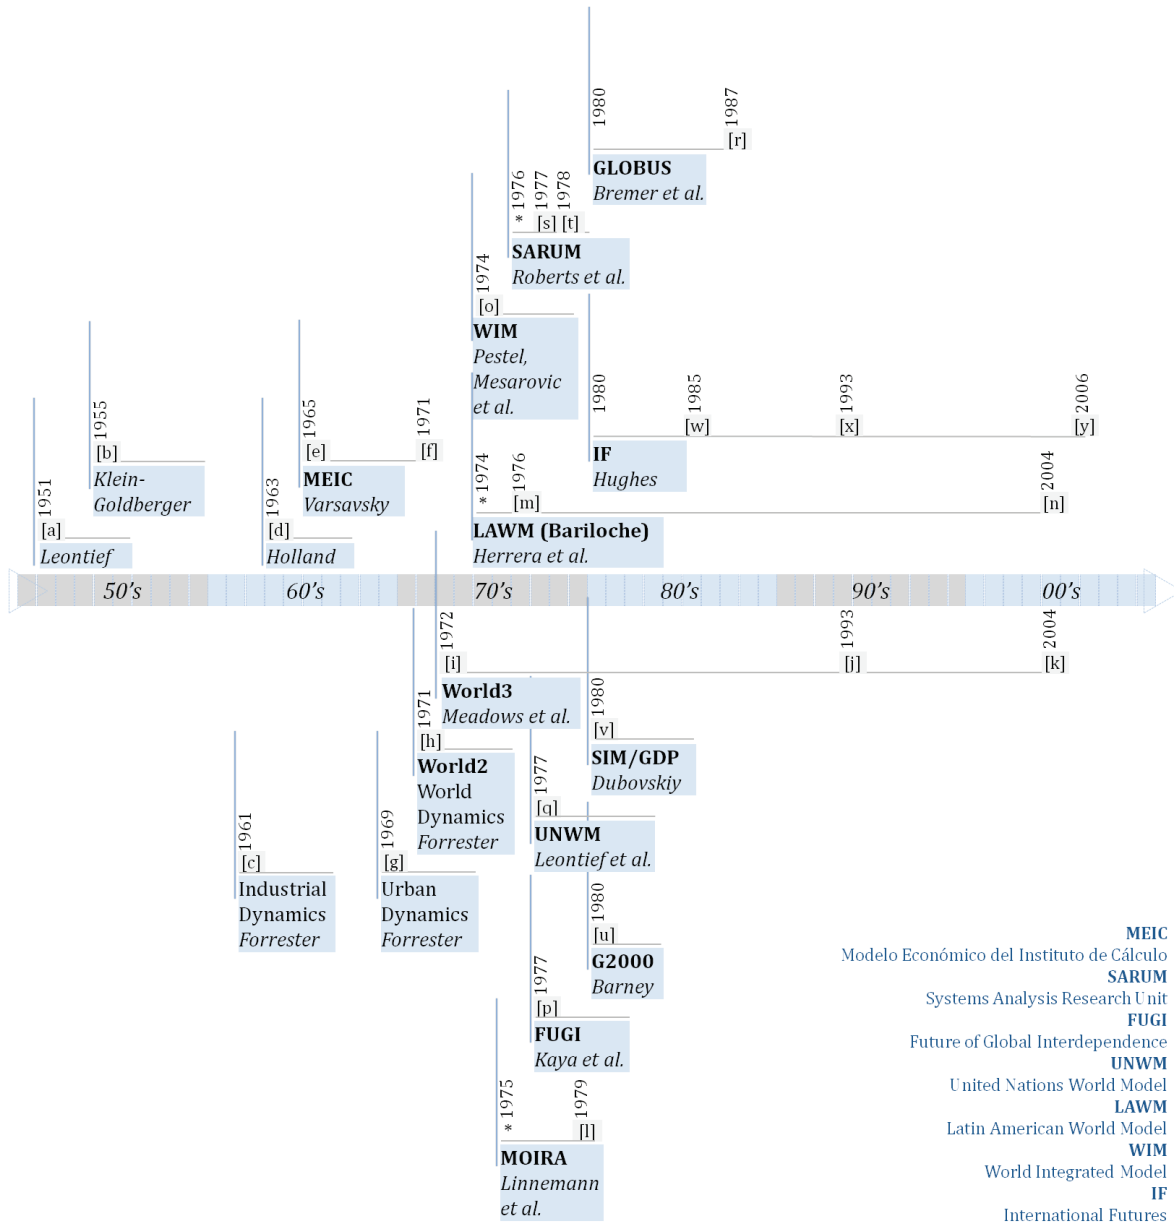 1980
1987
[r]
GLOBUS
Bremer et al.
1976
1977
1978
*
[s]
[t]
SARUM
Roberts et al.
1974
[o]
WIM
Pestel,
Mesarovic
et al.
1980
1985
1993
2006
[w]
[x]
[y]
IF
Hughes
1955
[b]
Klein-
Goldberger
1965
1971
[e]
[f]
MEIC
Varsavsky
1974
1976
2004
*
[m]
[n]
LAWM (Bariloche)
Herrera et al.
1951
[a]
Leontief
1963
[d]
Holland
50's
60's
70's
80's
90's
00's
1972
1993
2004
[i]
[j]
[k]
World3
Meadows et al.
1971
[h]
World2
World
Dynamics
Forrester
1980
[v]
SIM/GDP
Dubovskiy
1977
[q]
UNWM
Leontief et al.
1961
[c]
Industrial
Dynamics
Forrester
1969
[g]
Urban
Dynamics
Forrester
1980
[u]
G2000
Barney
1977
[p]
FUGI
Kaya et al.
1975
1979
*
[l]
MOIRA
Linnemann
et al.
MEIC
Modelo Económico del Instituto de Cálculo
SARUM
Systems Analysis Research Unit
FUGI
Future of Global Interdependence
UNWM
United Nations World Model
LAWM
Latin American World Model
WIM
World Integrated Model
IF
International Futures